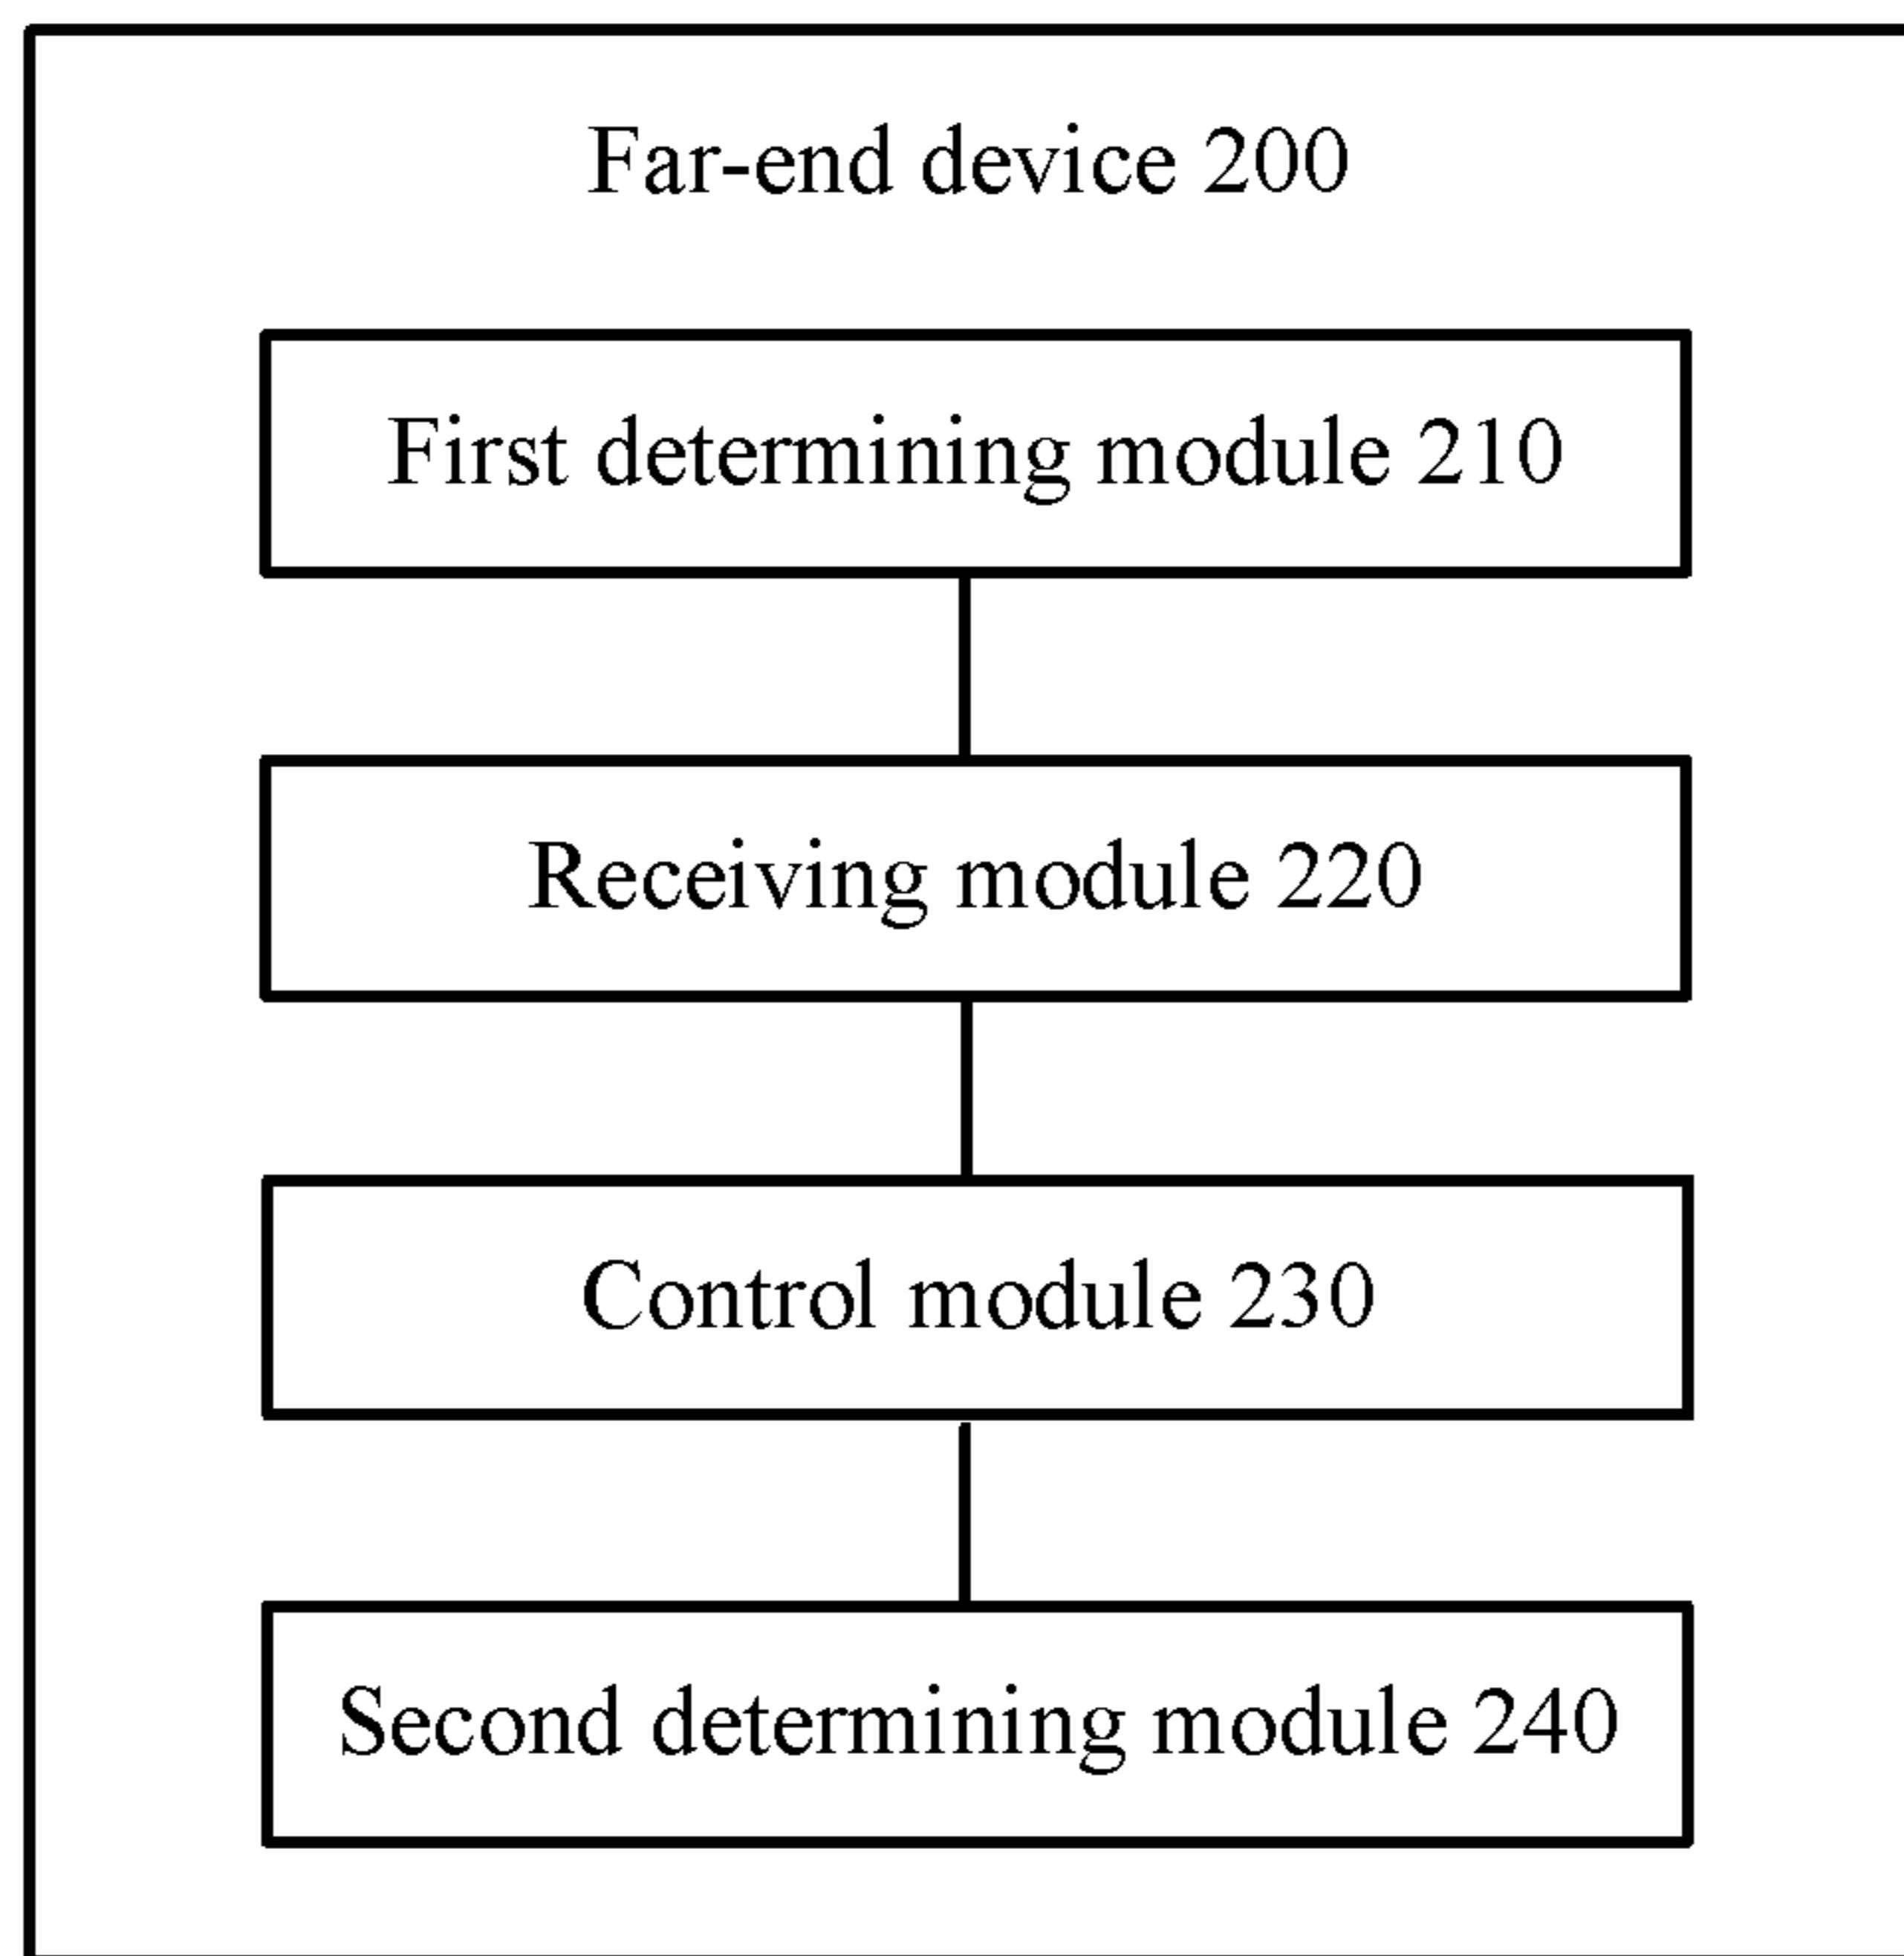 Far-end device 200
First determining module 210
Receiving module 220
Control module 230
Second determining module 240